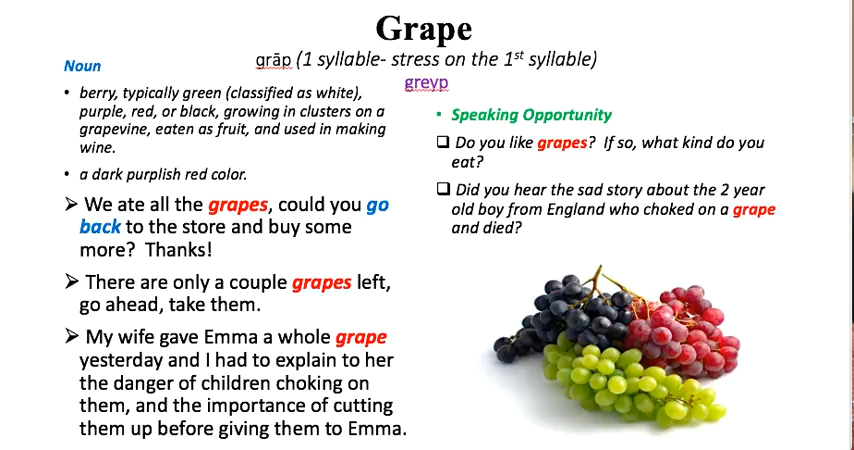 Grape
grāp (1 syllable- stress on the 1st syllable)
greyp
Noun
• berry, typically green (classified as white),
purple, red, or black, growing in clusters on a
grapevine, eaten as fruit, and used in making
wine.
• a dark purplish red color.
➢ We ate all the grapes, could you go
back to the store and buy some
more? Thanks!
➢ There are only a couple grapes left,
go ahead, take them.
➢ My wife gave Emma a whole grape
yesterday and I had to explain to her
the danger of children choking on
them, and the importance of cutting
them up before giving them to Emma.
• Speaking Opportunity
❑ Do you like grapes? If so, what kind do you
eat?
❑ Did you hear the sad story about the 2 year
old boy from England who choked on a grape
and died?